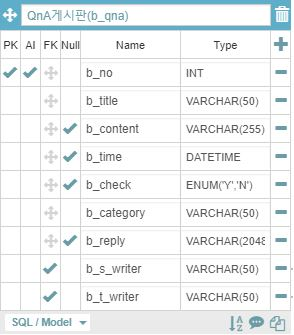 QnA게시판(b_qna)
PK AI FK Null Name Type
b_no INT
b_title VARCHAR(50)
b_content VARCHAR(255)
b_time DATETIME
b_check ENUM('Y','N')
b_category VARCHAR(50)
b_reply VARCHAR(2048
b_s_writer VARCHAR(50)
b_t_writer VARCHAR(50)
SQL / Model